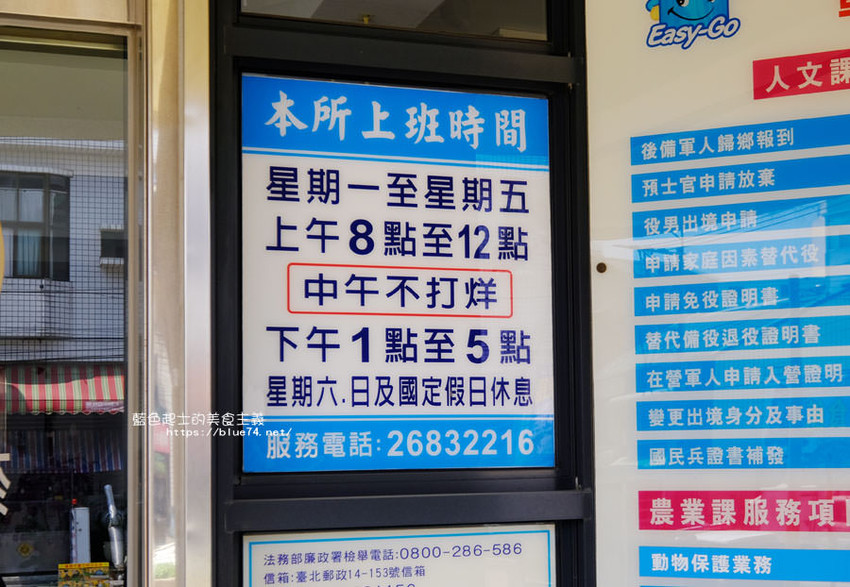 本所上班時間
星期一至星期五
上午8點至12點
中午不打烊
下午1點至5點
星期六.日及國定假日休息
服務電話:26832216
法務部廉政署檢舉電話:0800-286-586
信箱:臺北郵政14-153號信箱
Easy-Go
人文課
後備軍人歸鄉報到
預士官申請放棄
役男出境申請
申請家庭因素替代役
申請免役證明書
替代備役退役證明書
在營軍人申請入營證明
變更出境身分及事由
國民兵證書補發
農業課服務項
動物保護業務
藍色起士的美食主義
https://blue74.net/